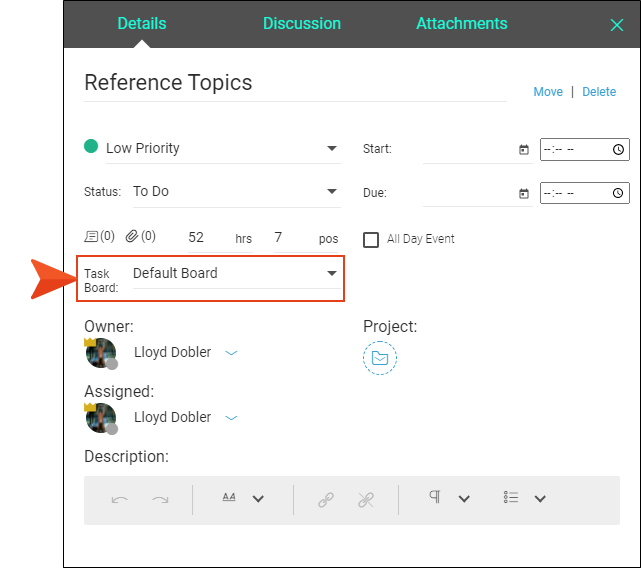 Details Discussion Attachments
Reference Topics
Move | Delete
Low Priority Start: --:-- --
Status: To Do Due: --:-- --
(0) (0) 52 hrs 7 pos All Day Event
Task Board: Default Board
Owner: Project:
Lloyd Dobler
Assigned:
Lloyd Dobler
Description:
AA